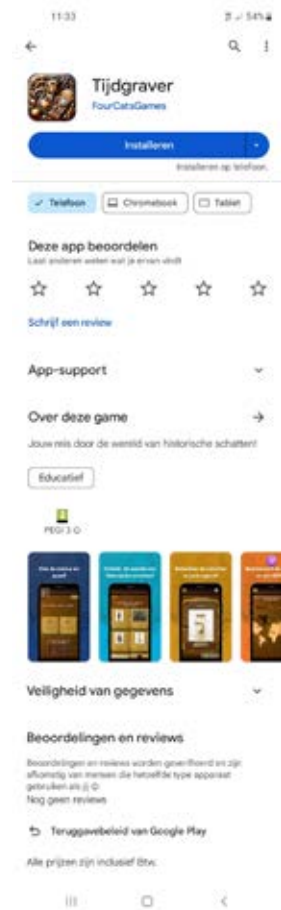 11:33
54%
Tijdgraver
FourCatsGames
Installeren
Installeren op telefoon.
Telefoon
Chromebook
Tablet
Deze app beoordelen
Laat anderen weten wat je ervan vindt
Schrijf een review
App-support
Over deze game
Jouw reis door de wereld van historische schatten!
Educatief
PEGI 3
Veiligheid van gegevens
Beoordelingen en reviews
Beoordelingen en reviews worden geverifieerd en zijn
afkomstig van mensen die hetzelfde type apparaat
gebruiken als jij
Nog geen reviews
Teruggavebeleid van Google Play
Alle prijzen zijn inclusief Btw.